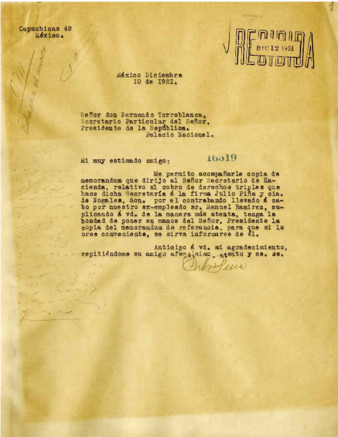 Capuchinas 48
México.
RECIBIDA
DIC 12 1921
México Diciembre
10 de 1921.
Señor don Fernando Torreblanca,
Secretario Particular del Señor,
Presidente de la República.
Palacio Nacional.
Mi muy estimado amigo:
16519
Me permito acompañarle copia de
memorandum que dirijo al Señor Secretario de Ha-
cienda, relativo al cobro de derechos triples que
hace dicha Secretaría á la firma Julio Piña y cia.
de Nogales, Son. por el contrabando llevado á ca-
bo por nuestro ex-empleado sr. Manuel Ramirez, su-
plicando á vd. de la manera más atenta, tenga la
bondad de poner en manos del Señor, Presidente la
copia del memorandum de referencia, para que si lo
cree conveniente, se sirva informarse de él.
Anticipo á vd. mi agradecimiento,
repitiéndome su amigo afectísimo, atento y ss. ss.